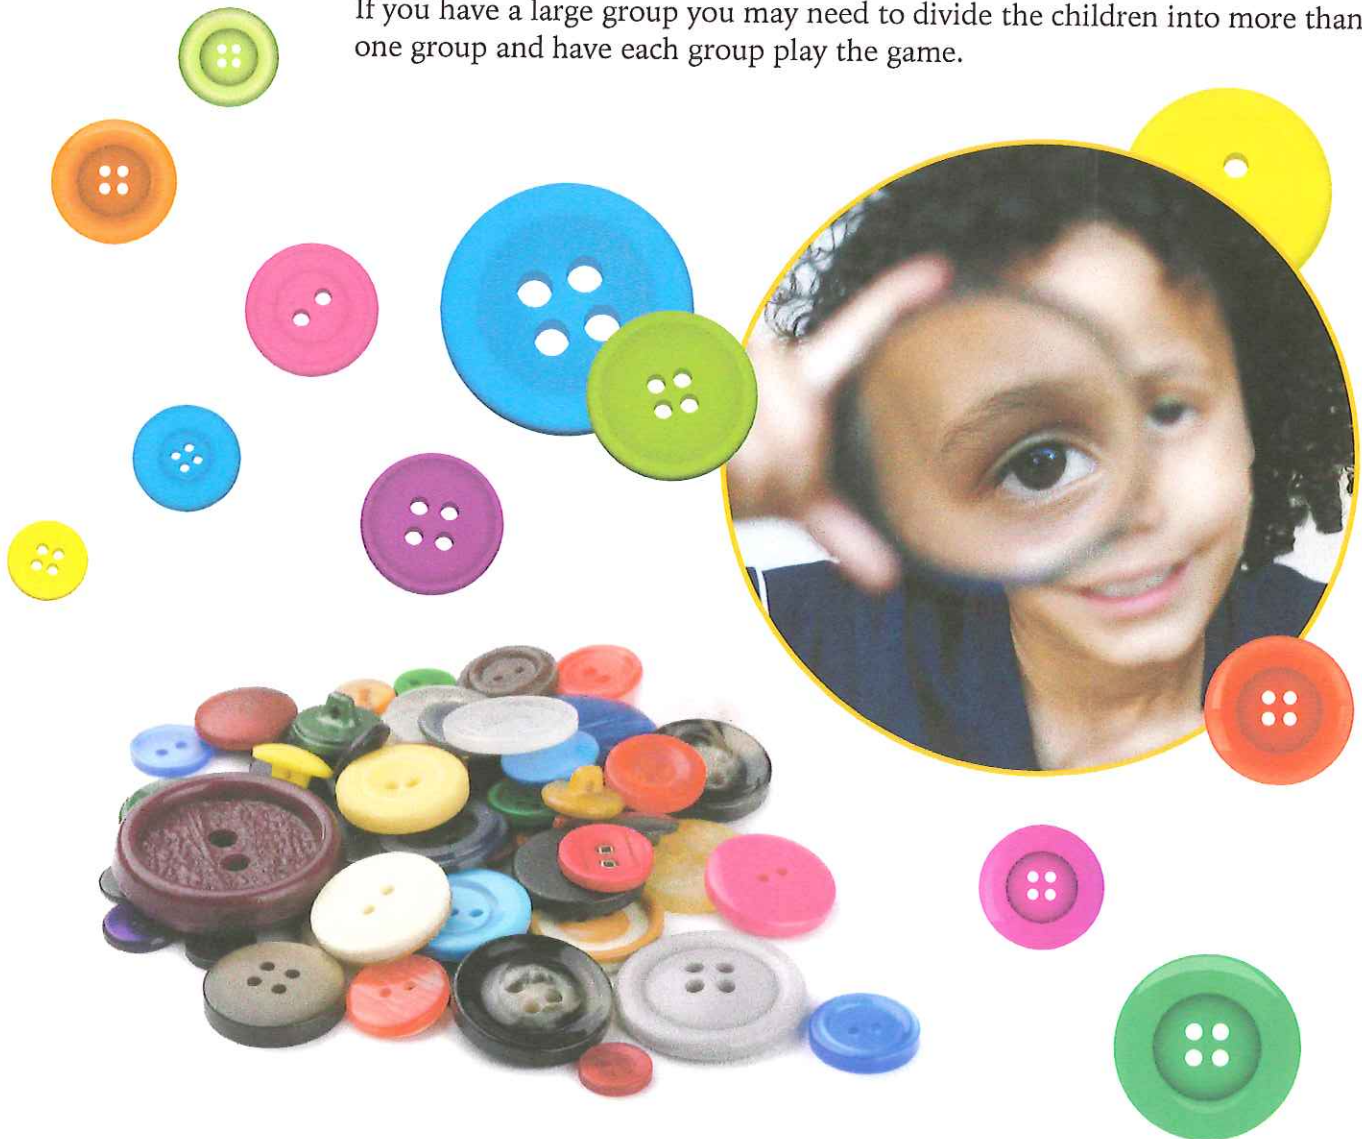 If you have a large group you may need to divide the children into more than
one group and have each group play the game.